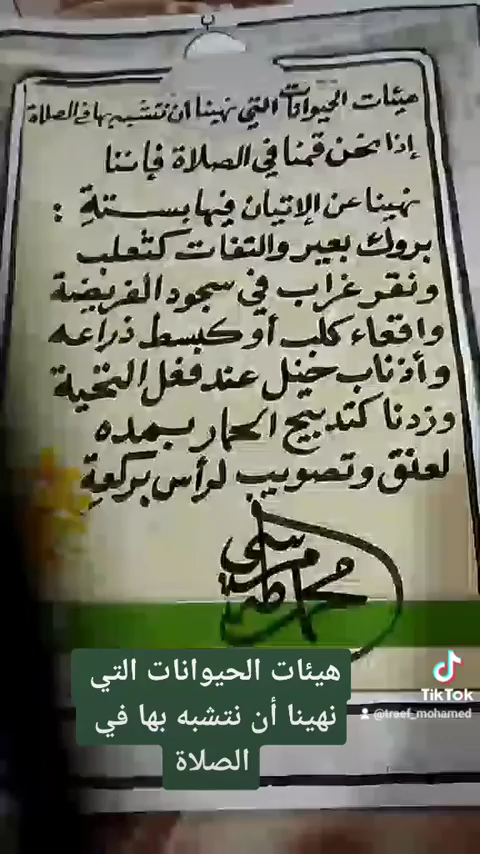 هيئات الحيوانات التي نهينا أن نتشبه بها في الصلاة
إذا نحن قمنا في الصلاة فإننا
نهينا عن الإتيان فيها بستة :
بروك بعير والتفات كثعلب
ونقر غراب في سجود الفريضة
وإقعاء كلب أو كبسط ذراعه
وأذناب خيل عند فعل التحية
وزدنا كتدبيح الحمار بمده
لعنق وتصويب لرأس بركعة
هيئات الحيوانات التي
نهينا أن نتشبه بها في
الصلاة
TikTok
@traef_mohamed